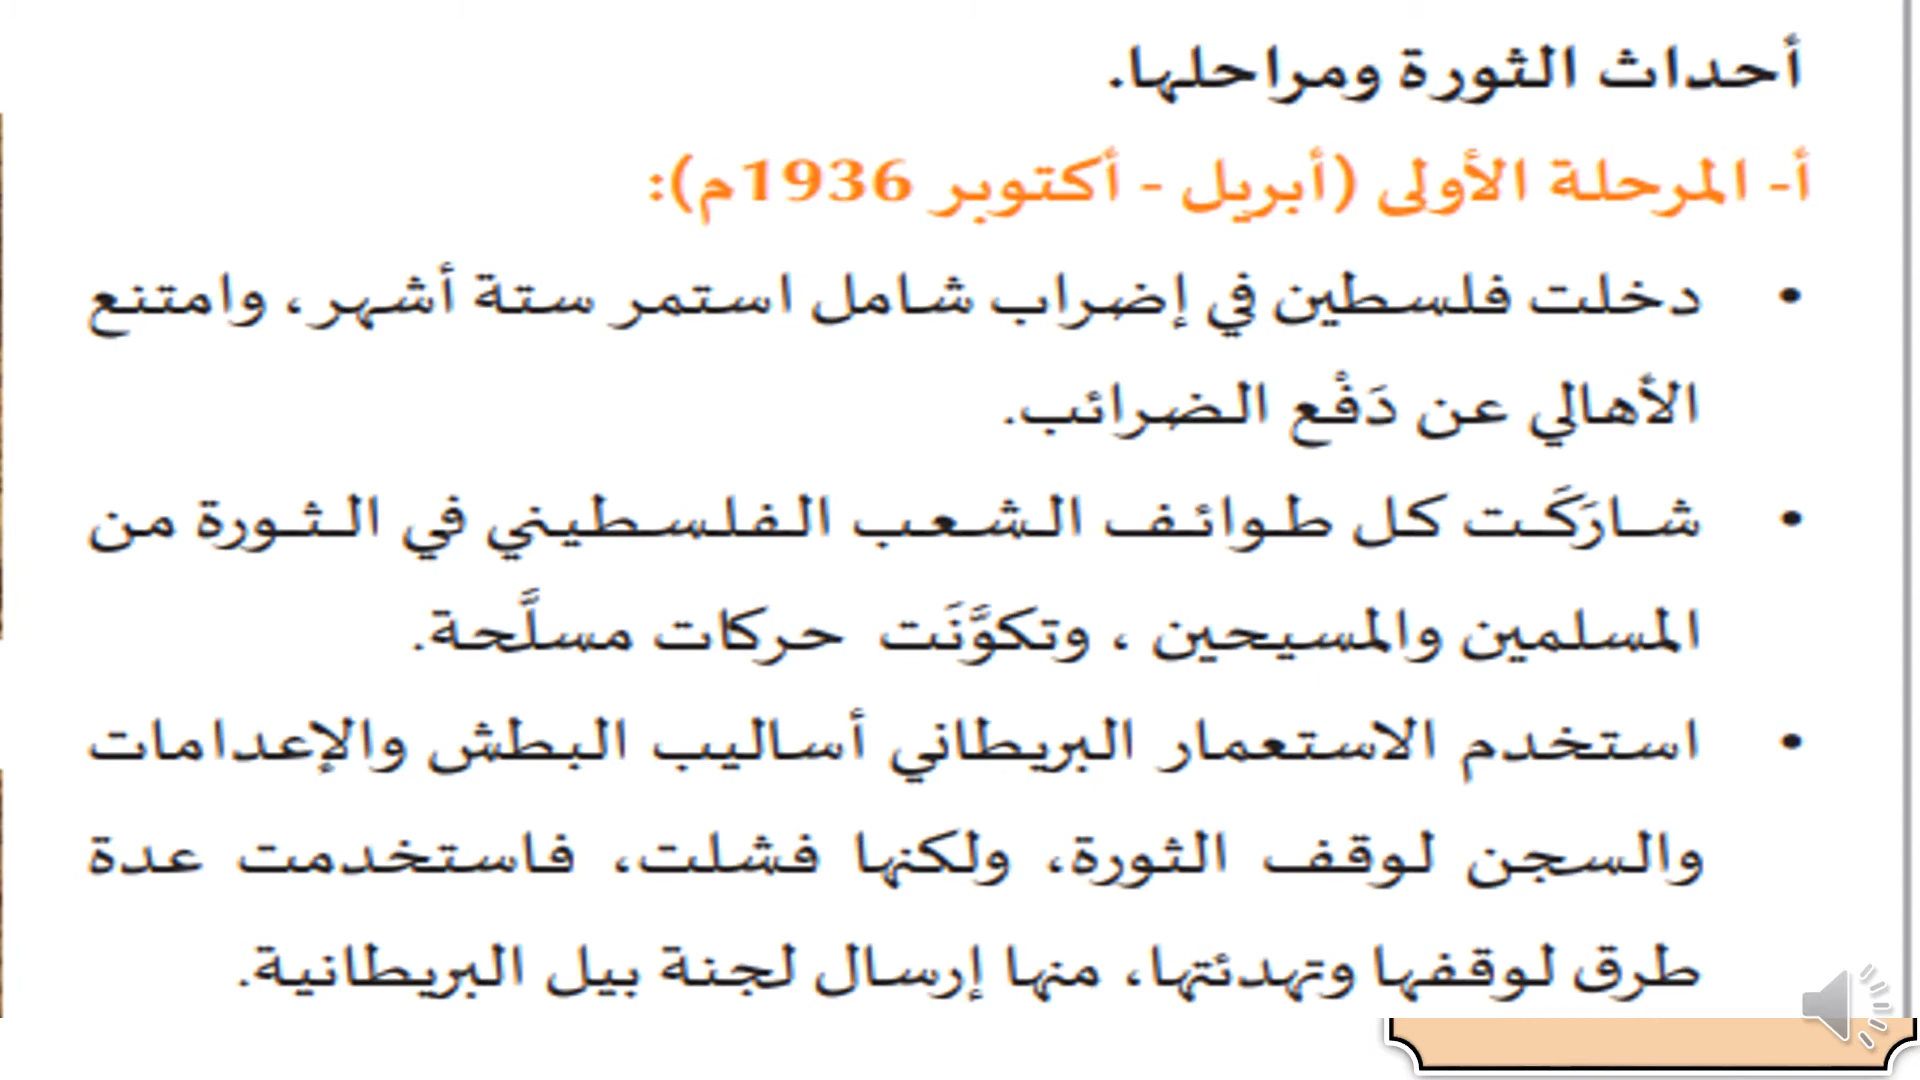 أحداث الثورة ومراحلها.
أ- المرحلة الأولى (أبريل - أكتوبر 1936م):
• دخلت فلسطين في إضراب شامل استمر ستة أشهر، وامتنع
الأهالي عن دَفْع الضرائب.
• شارَكَت كل طوائف الشعب الفلسطيني في الثورة من
المسلمين والمسيحين ، وتكوَّنَت حركات مسلَّحة.
• استخدم الاستعمار البريطاني أساليب البطش والإعدامات
والسجن لوقف الثورة، ولكنها فشلت، فاستخدمت عدة
طرق لوقفها وتهدئتها، منها إرسال لجنة بيل البريطانية.